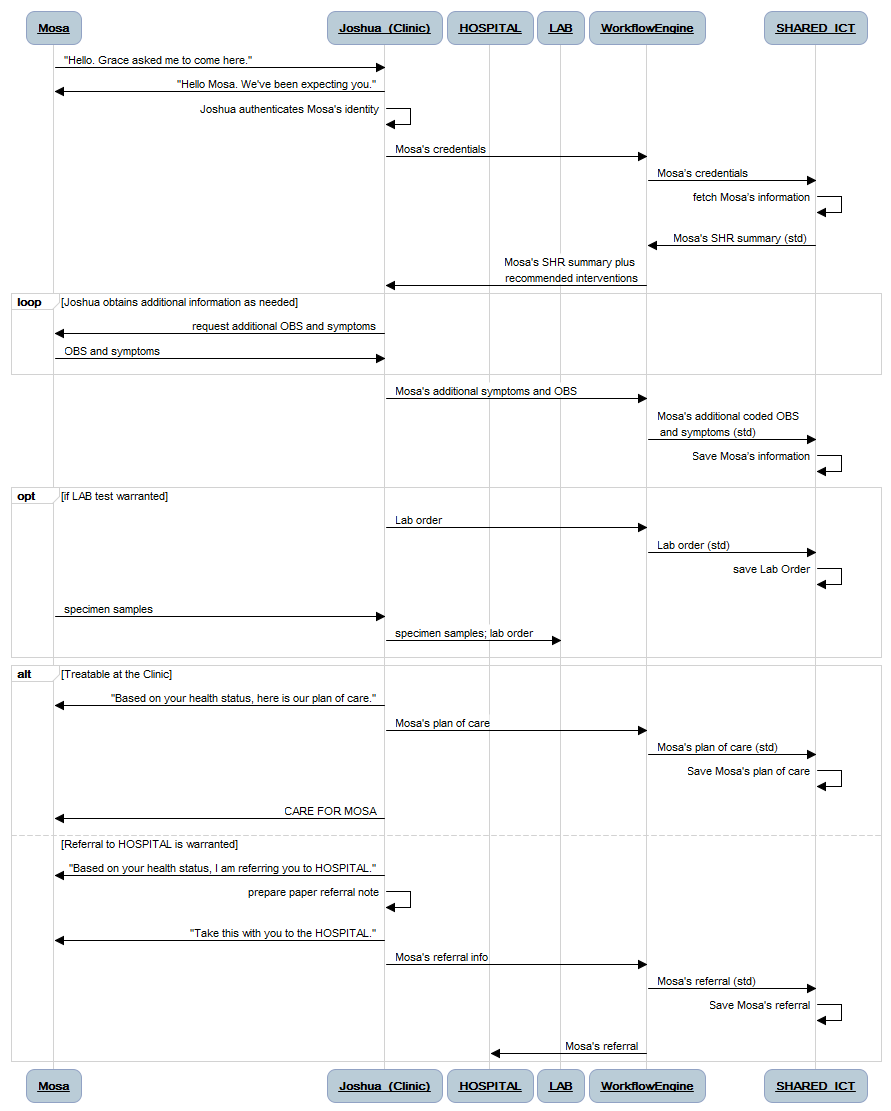 Mosa Joshua (Clinic) HOSPITAL LAB WorkflowEngine SHARED ICT
"Hello. Grace asked me to come here."
"Hello Mosa. We've been expecting you."
Joshua authenticates Mosa's identity
Mosa's credentials
Mosa's credentials
fetch Mosa's information
Mosa's SHR summary (std)
Mosa's SHR summary plus
recommended interventions
loop [Joshua obtains additional information as needed]
request additional OBS and symptoms
OBS and symptoms
Mosa's additional symptoms and OBS
Mosa's additional coded OBS
and symptoms (std)
Save Mosa's information
opt [if LAB test warranted]
Lab order
Lab order (std)
save Lab Order
specimen samples
specimen samples; lab order
alt [Treatable at the Clinic]
"Based on your health status, here is our plan of care."
Mosa's plan of care
Mosa's plan of care (std)
Save Mosa's plan of care
CARE FOR MOSA
[Referral to HOSPITAL is warranted]
"Based on your health status, I am referring you to HOSPITAL."
prepare paper referral note
"Take this with you to the HOSPITAL."
Mosa's referral info
Mosa's referral (std)
Save Mosa's referral
Mosa's referral
Mosa Joshua (Clinic) HOSPITAL LAB WorkflowEngine SHARED ICT